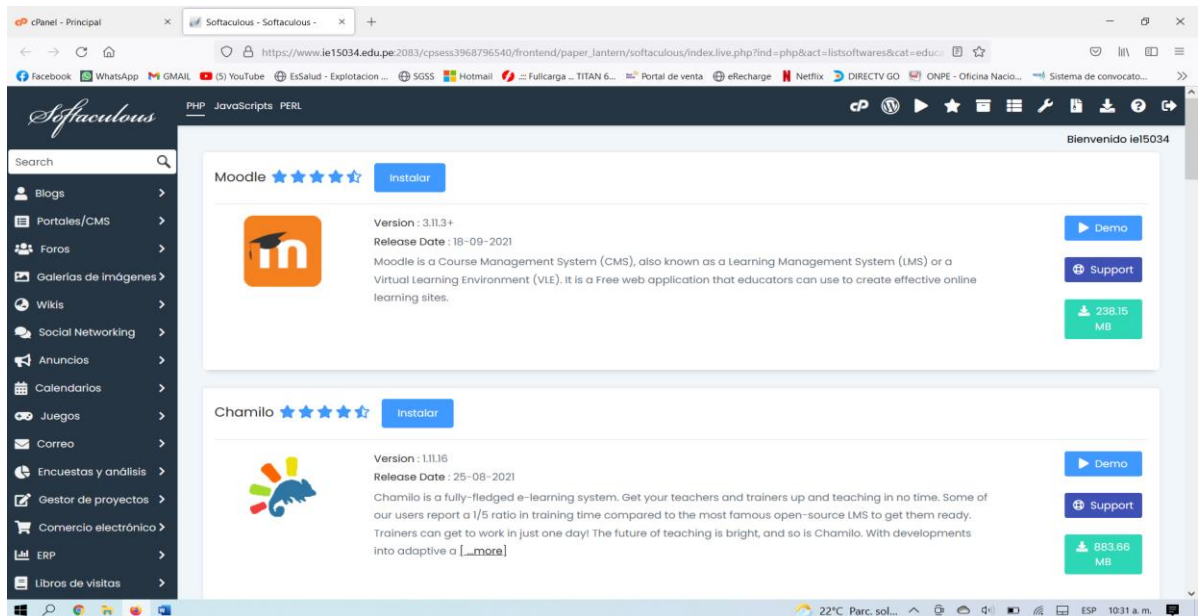 cPanel - Principal
Softaculous - Softaculous -
https://www.ie15034.edu.pe:2083/cpsess3968796540/frontend/paper_lantern/softaculous/index.live.php?ind=php&act=listsoftwares&cat=educa
Facebook WhatsApp GMAIL (5) YouTube EsSalud - Explotacion ... SGSS Hotmail .::: Fullcarga ... TITAN 6... Portal de venta eRecharge Netflix DIRECTV GO ONPE - Oficina Nacio... Sistema de convocato...
Softaculous
PHP JavaScripts PERL
cP
Bienvenido ie15034
Search
Blogs
Portales/CMS
Foros
Galerías de imágenes
Wikis
Social Networking
Anuncios
Calendarios
Juegos
Correo
Encuestas y análisis
Gestor de proyectos
Comercio electrónico
ERP
Libros de visitas
Moodle Instalar
Version : 3.11.3+
Release Date : 18-09-2021
Moodle is a Course Management System (CMS), also known as a Learning Management System (LMS) or a
Virtual Learning Environment (VLE). It is a Free web application that educators can use to create effective online
learning sites.
Demo
Support
238.15
MB
Chamilo Instalar
Version : 1.11.16
Release Date : 25-08-2021
Chamilo is a fully-fledged e-learning system. Get your teachers and trainers up and teaching in no time. Some of
our users report a 1/5 ratio in training time compared to the most famous open-source LMS to get them ready.
Trainers can get to work in just one day! The future of teaching is bright, and so is Chamilo. With developments
into adaptive a [ ...more]
Demo
Support
883.66
MB
22°C Parc. sol... ESP 10:31 a. m.